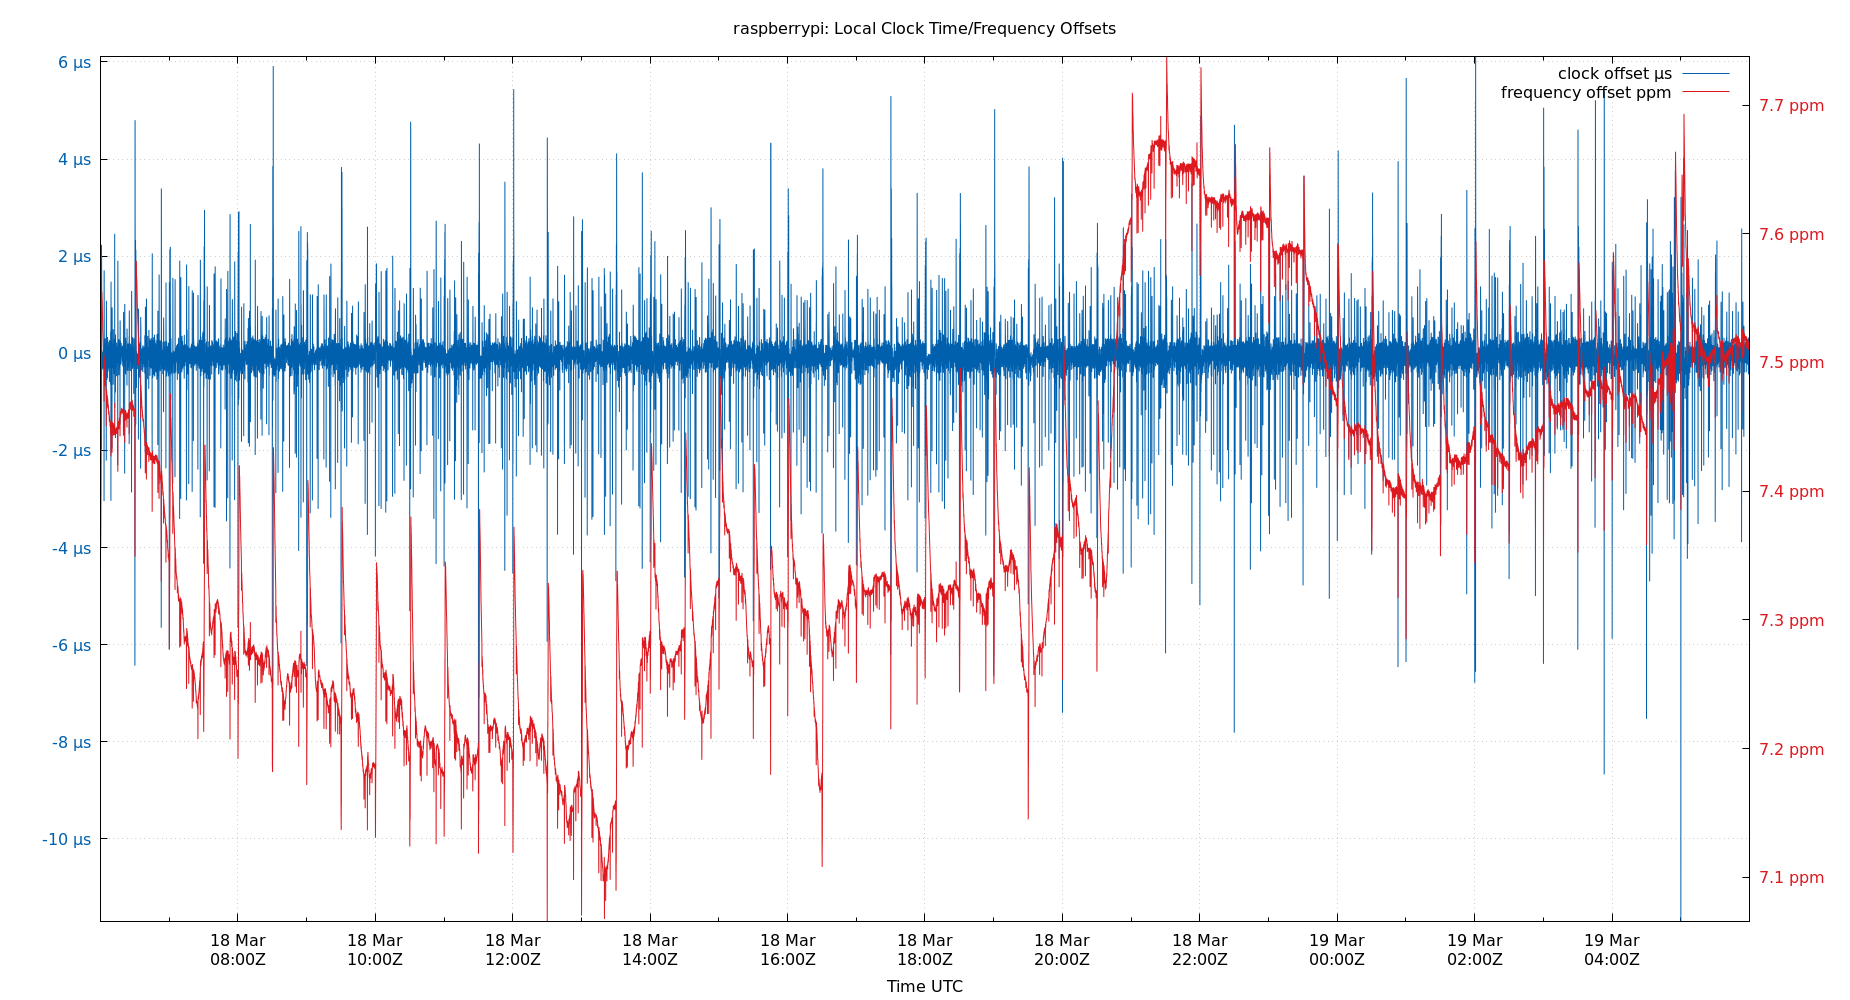 raspberrypi: Local Clock Time/Frequency Offsets
clock offset µs
frequency offset ppm
6 µs
4 µs
2 µs
0 µs
-2 µs
-4 µs
-6 µs
-8 µs
-10 µs
7.7 ppm
7.6 ppm
7.5 ppm
7.4 ppm
7.3 ppm
7.2 ppm
7.1 ppm
18 Mar
08:00Z
18 Mar
10:00Z
18 Mar
12:00Z
18 Mar
14:00Z
18 Mar
16:00Z
18 Mar
18:00Z
18 Mar
20:00Z
18 Mar
22:00Z
19 Mar
00:00Z
19 Mar
02:00Z
19 Mar
04:00Z
Time UTC